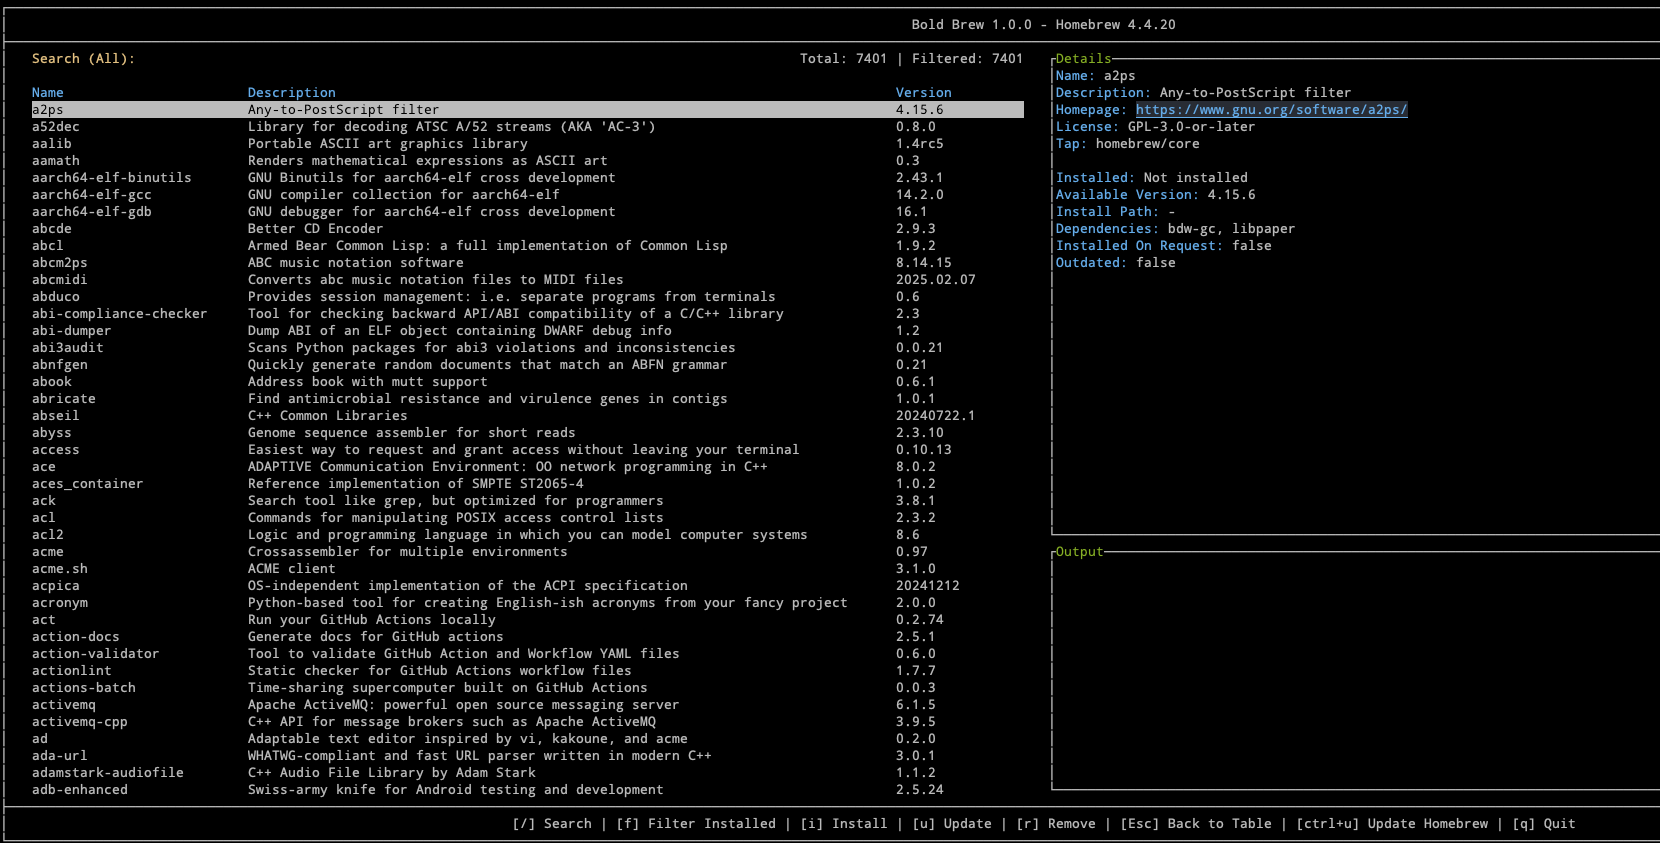 Bold Brew 1.0.0 - Homebrew 4.4.20
Search (All): Total: 7401 | Filtered: 7401
Name Description Version
a2ps Any-to-PostScript filter 4.15.6
a52dec Library for decoding ATSC A/52 streams (AKA 'AC-3') 0.8.0
aalib Portable ASCII art graphics library 1.4rc5
aamath Renders mathematical expressions as ASCII art 0.3
aarch64-elf-binutils GNU Binutils for aarch64-elf cross development 2.43.1
aarch64-elf-gcc GNU compiler collection for aarch64-elf 14.2.0
aarch64-elf-gdb GNU debugger for aarch64-elf cross development 16.1
abcde Better CD Encoder 2.9.3
abcl Armed Bear Common Lisp: a full implementation of Common Lisp 1.9.2
abcm2ps ABC music notation software 8.14.15
abcmidi Converts abc music notation files to MIDI files 2025.02.07
abduco Provides session management: i.e. separate programs from terminals 0.6
abi-compliance-checker Tool for checking backward API/ABI compatibility of a C/C++ library 2.3
abi-dumper Dump ABI of an ELF object containing DWARF debug info 1.2
abi3audit Scans Python packages for abi3 violations and inconsistencies 0.0.21
abnfgen Quickly generate random documents that match an ABFN grammar 0.21
abook Address book with mutt support 0.6.1
abricate Find antimicrobial resistance and virulence genes in contigs 1.0.1
abseil C++ Common Libraries 20240722.1
abyss Genome sequence assembler for short reads 2.3.10
access Easiest way to request and grant access without leaving your terminal 0.10.13
ace ADAPTIVE Communication Environment: OO network programming in C++ 8.0.2
aces_container Reference implementation of SMPTE ST2065-4 1.0.2
ack Search tool like grep, but optimized for programmers 3.8.1
acl Commands for manipulating POSIX access control lists 2.3.2
acl2 Logic and programming language in which you can model computer systems 8.6
acme Crossassembler for multiple environments 0.97
acme.sh ACME client 3.1.0
acpica OS-independent implementation of the ACPI specification 20241212
acronym Python-based tool for creating English-ish acronyms from your fancy project 2.0.0
act Run your GitHub Actions locally 0.2.74
action-docs Generate docs for GitHub actions 2.5.1
action-validator Tool to validate GitHub Action and Workflow YAML files 0.6.0
actionlint Static checker for GitHub Actions workflow files 1.7.7
actions-batch Time-sharing supercomputer built on GitHub Actions 0.0.3
activemq Apache ActiveMQ: powerful open source messaging server 6.1.5
activemq-cpp C++ API for message brokers such as Apache ActiveMQ 3.9.5
ad Adaptable text editor inspired by vi, kakoune, and acme 0.2.0
ada-url WHATWG-compliant and fast URL parser written in modern C++ 3.0.1
adamstark-audiofile C++ Audio File Library by Adam Stark 1.1.2
adb-enhanced Swiss-army knife for Android testing and development 2.5.24
Details
Name: a2ps
Description: Any-to-PostScript filter
Homepage: https://www.gnu.org/software/a2ps/
License: GPL-3.0-or-later
Tap: homebrew/core
Installed: Not installed
Available Version: 4.15.6
Install Path: -
Dependencies: bdw-gc, libpaper
Installed On Request: false
Outdated: false
Output
[/] Search | [f] Filter Installed | [i] Install | [u] Update | [r] Remove | [Esc] Back to Table | [ctrl+u] Update Homebrew | [q] Quit